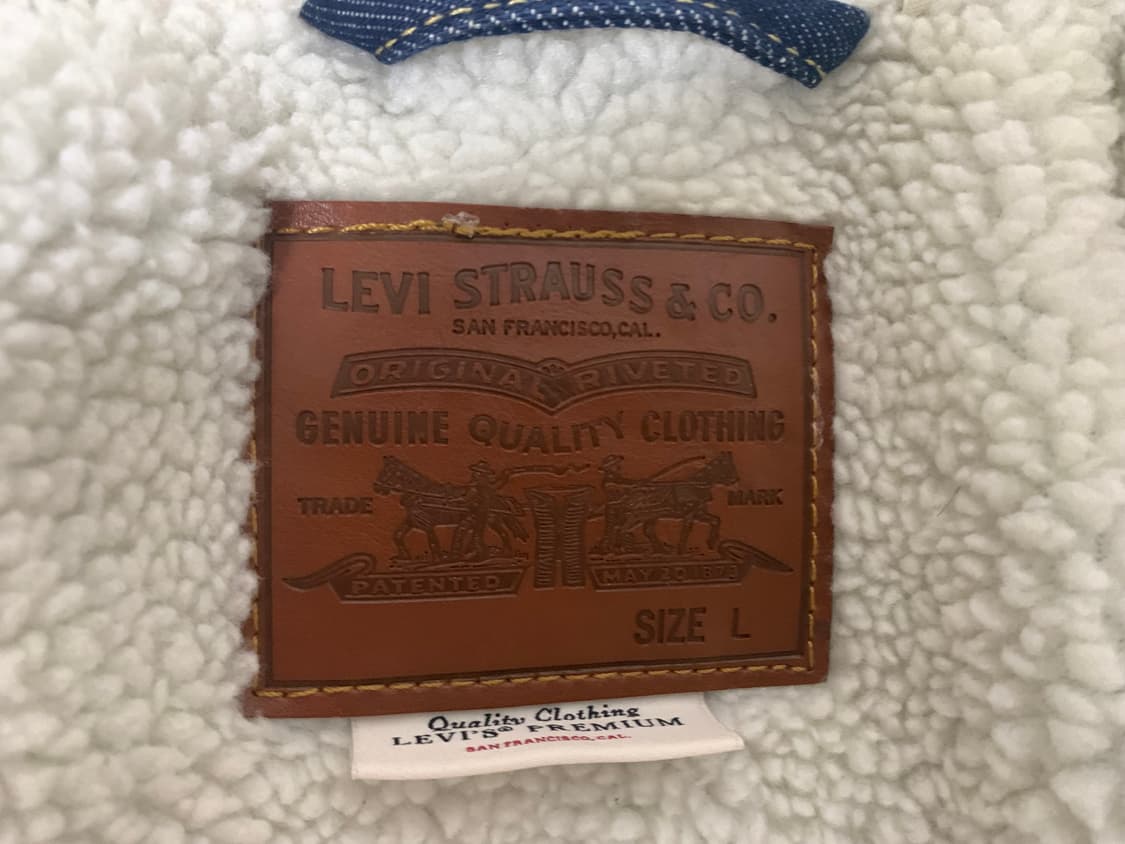 LEVI STRAUSS & CO.
SAN FRANCISCO, CAL.
ORIGINAL RIVETED
GENUINE QUALITY CLOTHING
TRADE MARK
PATENTED MAY 20 1873
SIZE L
Quality Clothing
LEVI'S® PREMIUM
SAN FRANCISCO, CAL.